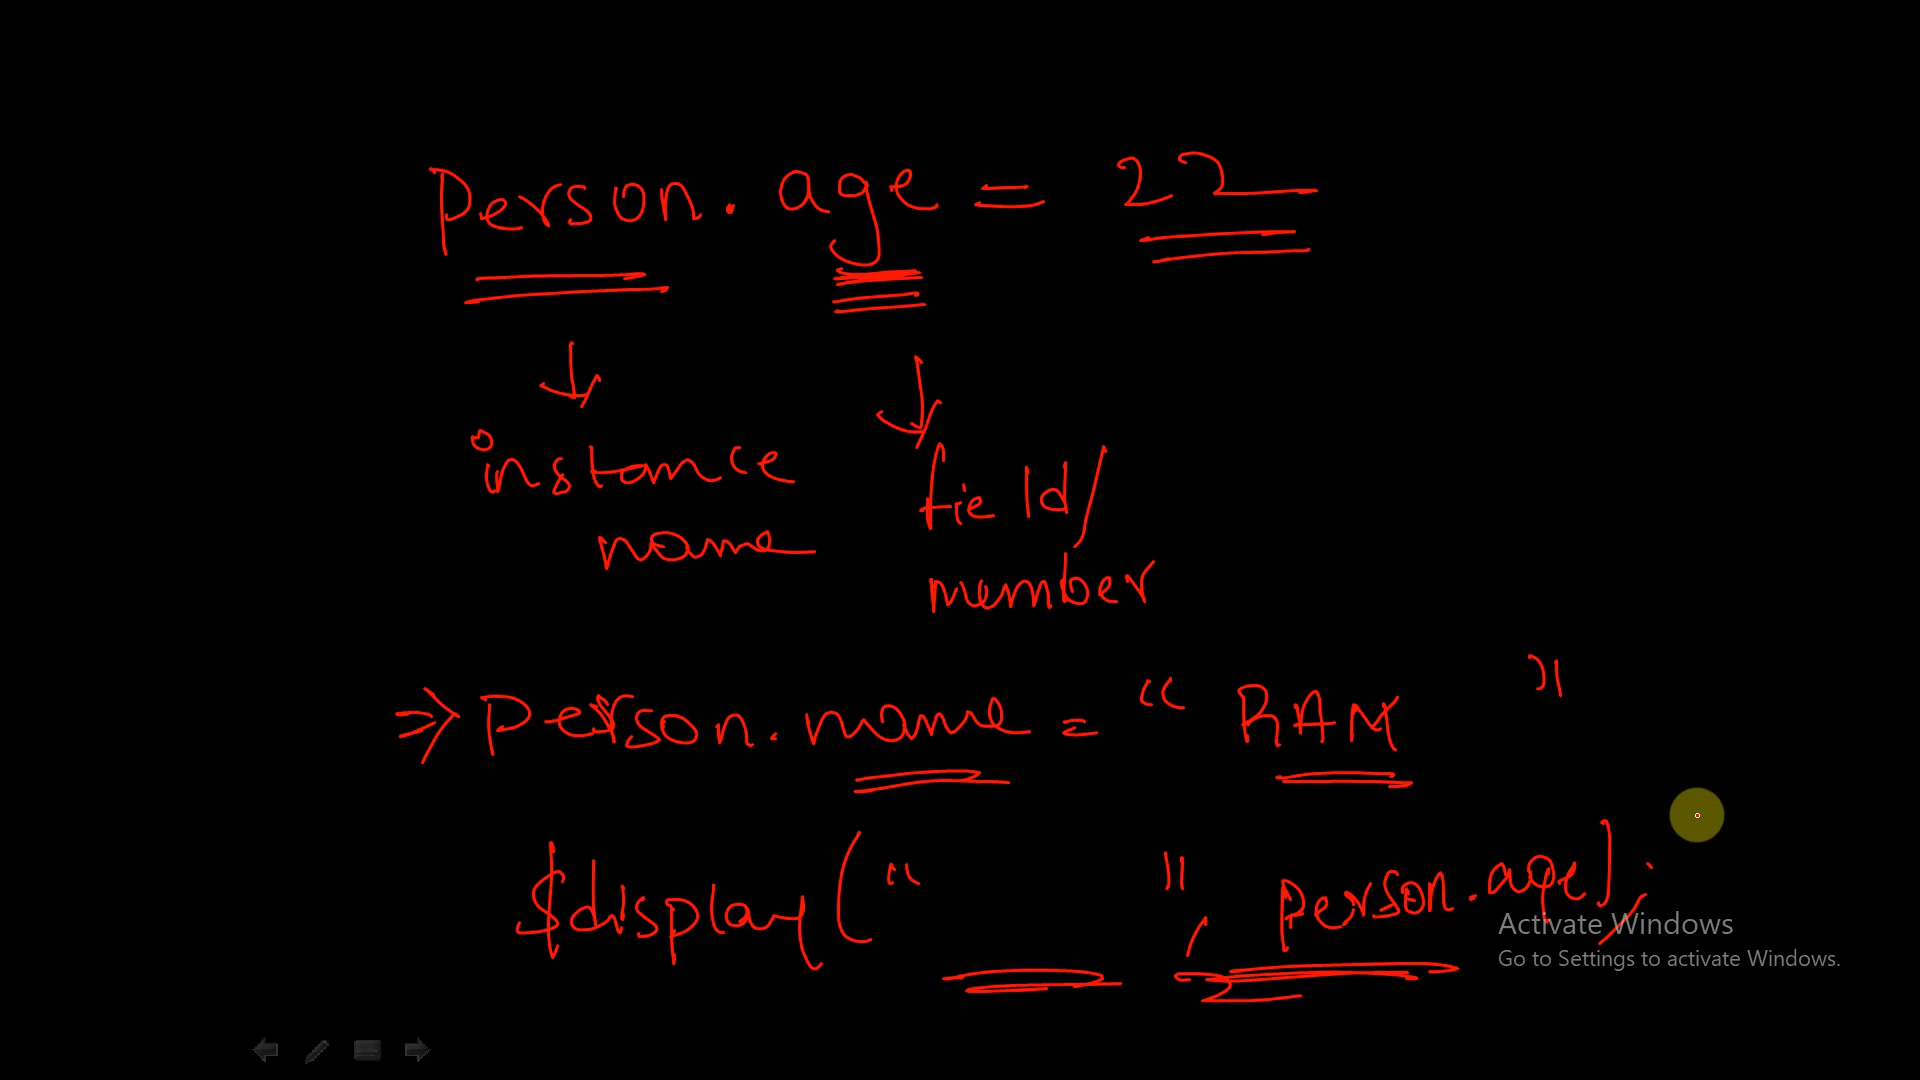 Person.age = 22
instance
name
field/
member
⇒ Person.name = “ RAM ”
$display(“ ”, person.age);
Activate Windows
Go to Settings to activate Windows.